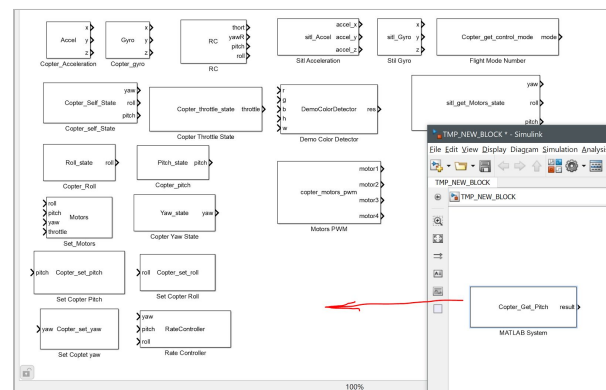 Accel x y z
Copter_Acceleration
Gyro x y z
Copter_gyro
RC thort yawR pitch roll
RC
sitl_Accel accel_x accel_y accel_z
Sitl Acceleration
sitl_Gyro x y z
Stil Gyro
Copter_get_control_mode mode
Flight Mode Number
Copter_Self_State yaw roll pitch
Copter_self_State
Copter_throttle_state throttle
Copter Throttle State
r g b h w DemoColorDetector res
Demo Color Detector
sitl_get_Motors_state yaw roll pitch
Roll_state roll
Copter_Roll
Pitch_state pitch
Copter_pitch
copter_motors_pwm motor1 motor2 motor3 motor4
Motors PWM
roll pitch yaw throttle Motors
Set_Motors
Yaw_state yaw
Copter Yaw State
pitch Copter_set_pitch
Set Copter Pitch
roll Copter_set_roll
Set Copter Roll
yaw Copter_set_yaw
Set Coptet yaw
yaw pitch roll RateController
Rate Controller
100%
TMP_NEW_BLOCK * - Simulink
File Edit View Display Diagram Simulation Analysi
TMP_NEW_BLOCK
TMP_NEW_BLOCK
Copter_Get_Pitch result
MATLAB System